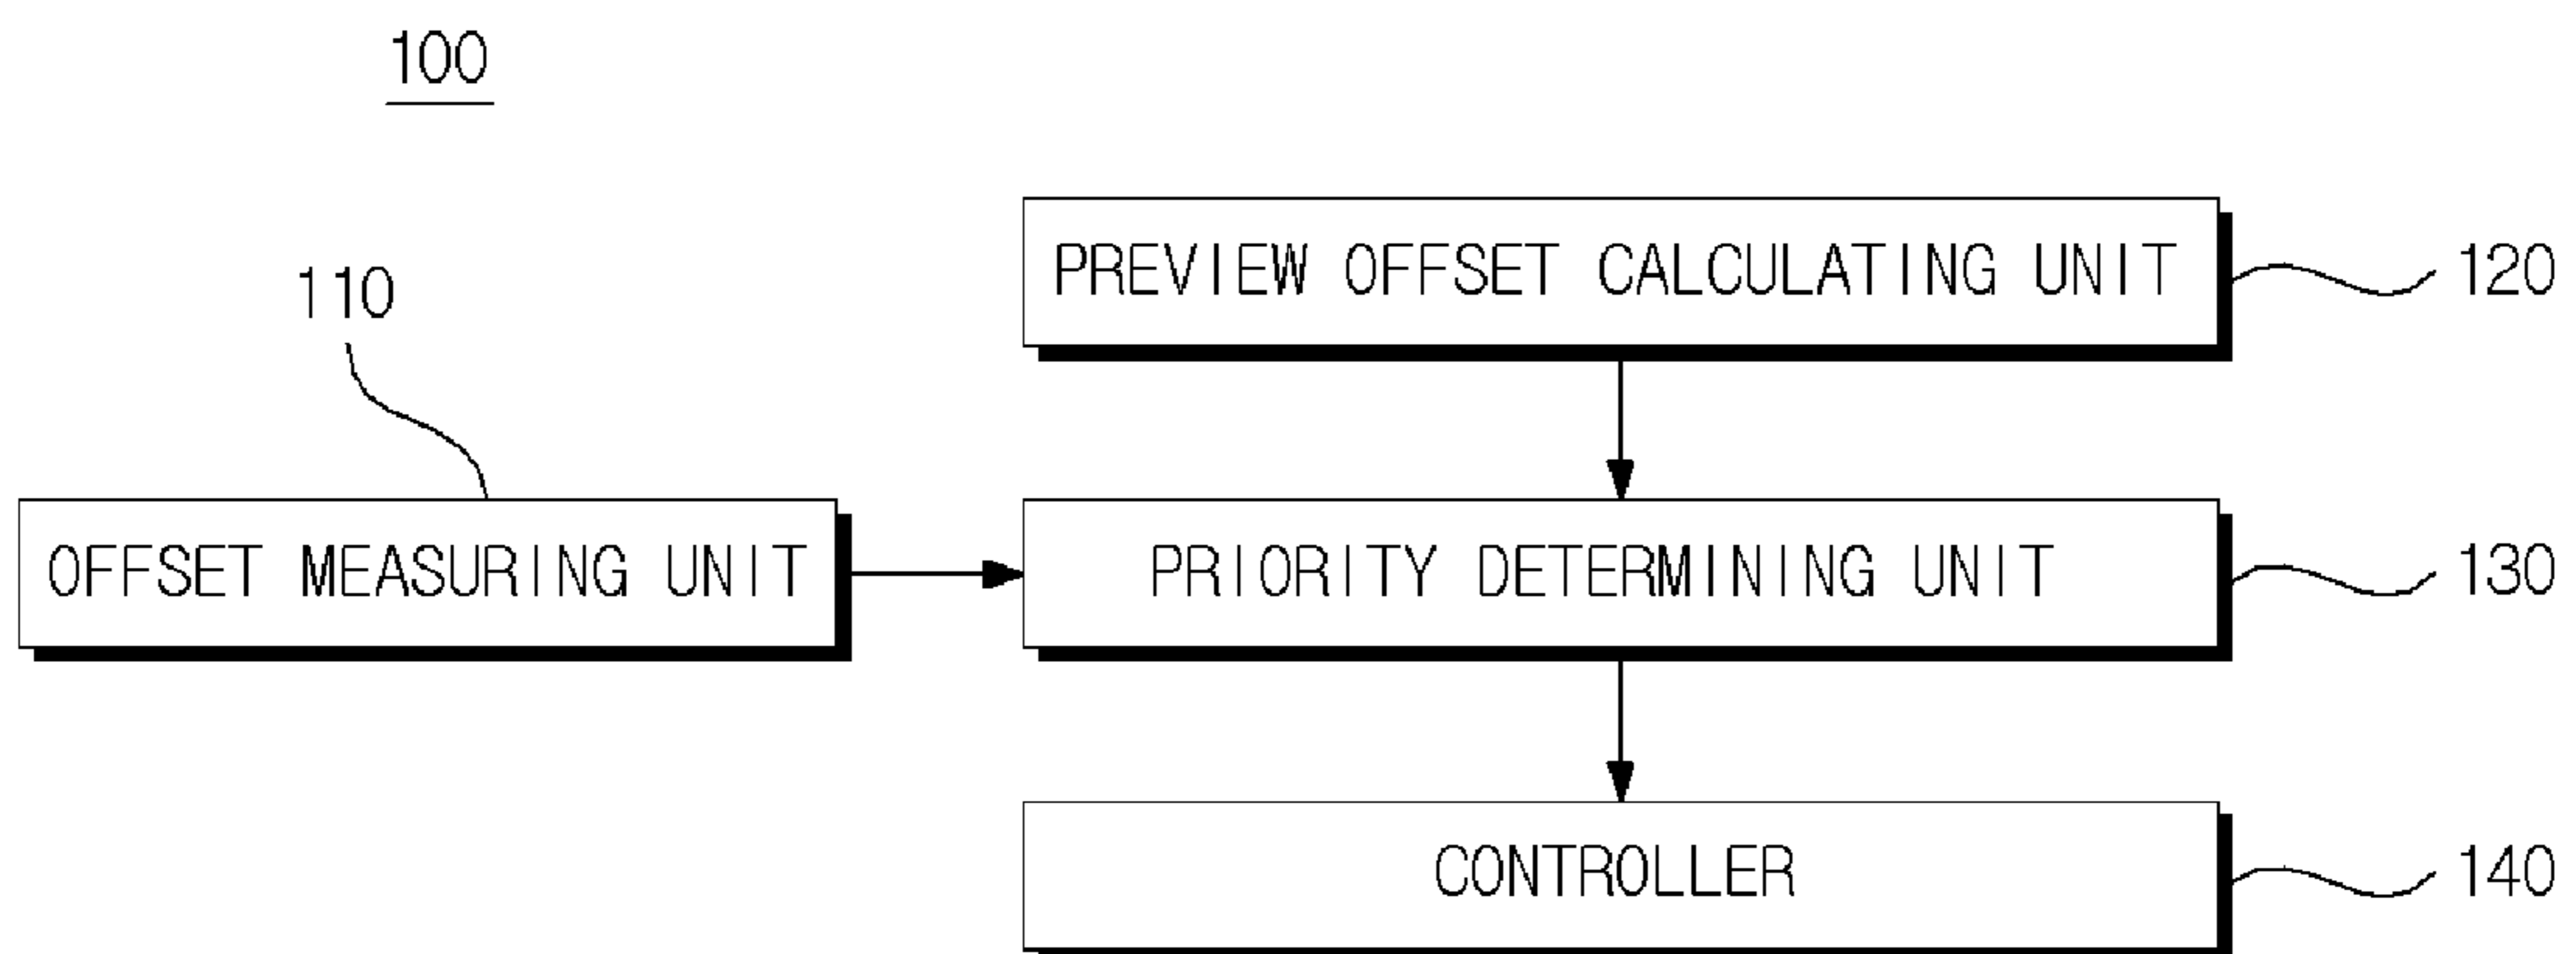 100
PREVIEW OFFSET CALCULATING UNIT
120
110
OFFSET MEASURING UNIT
PRIORITY DETERMINING UNIT
130
CONTROLLER
140